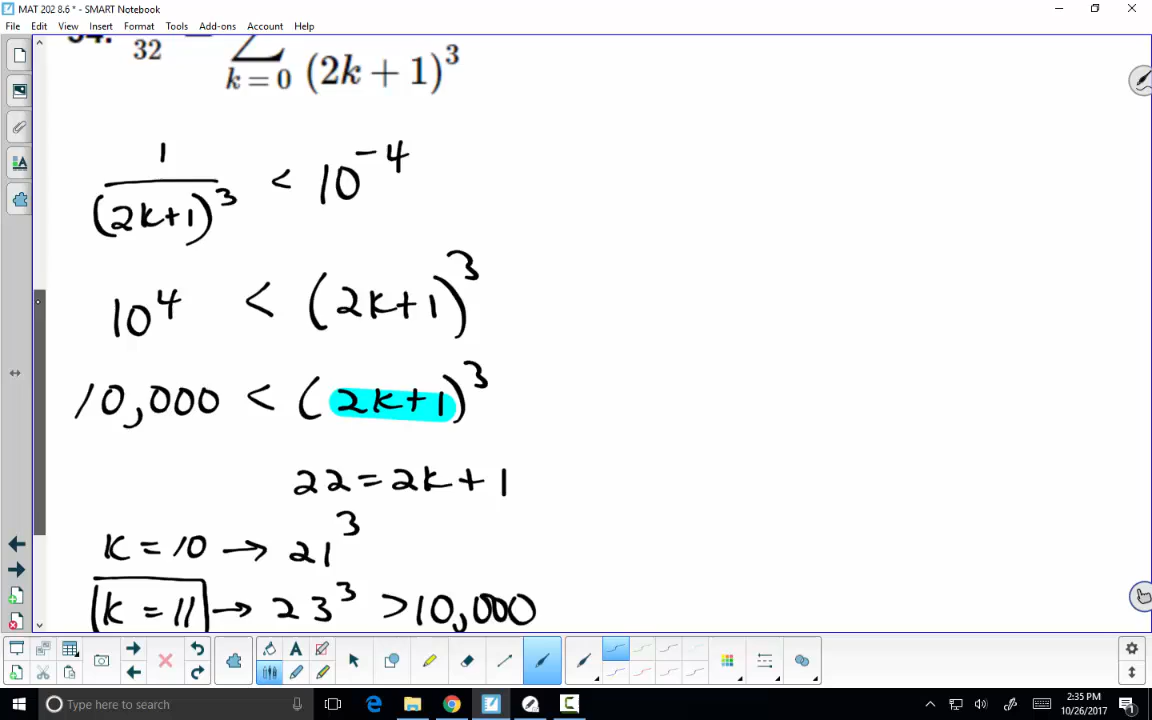 MAT 202 8.6 * - SMART Notebook
File Edit View Insert Format Tools Add-ons Account Help
32
k = 0 (2k + 1)^3
1
(2k+1)^3 < 10^-4
10^4 < (2k+1)^3
10,000 < (2k+1)^3
22 = 2k + 1
k = 10 → 21^3
k = 11 → 23^3 > 10,000
Type here to search
2:35 PM
10/26/2017